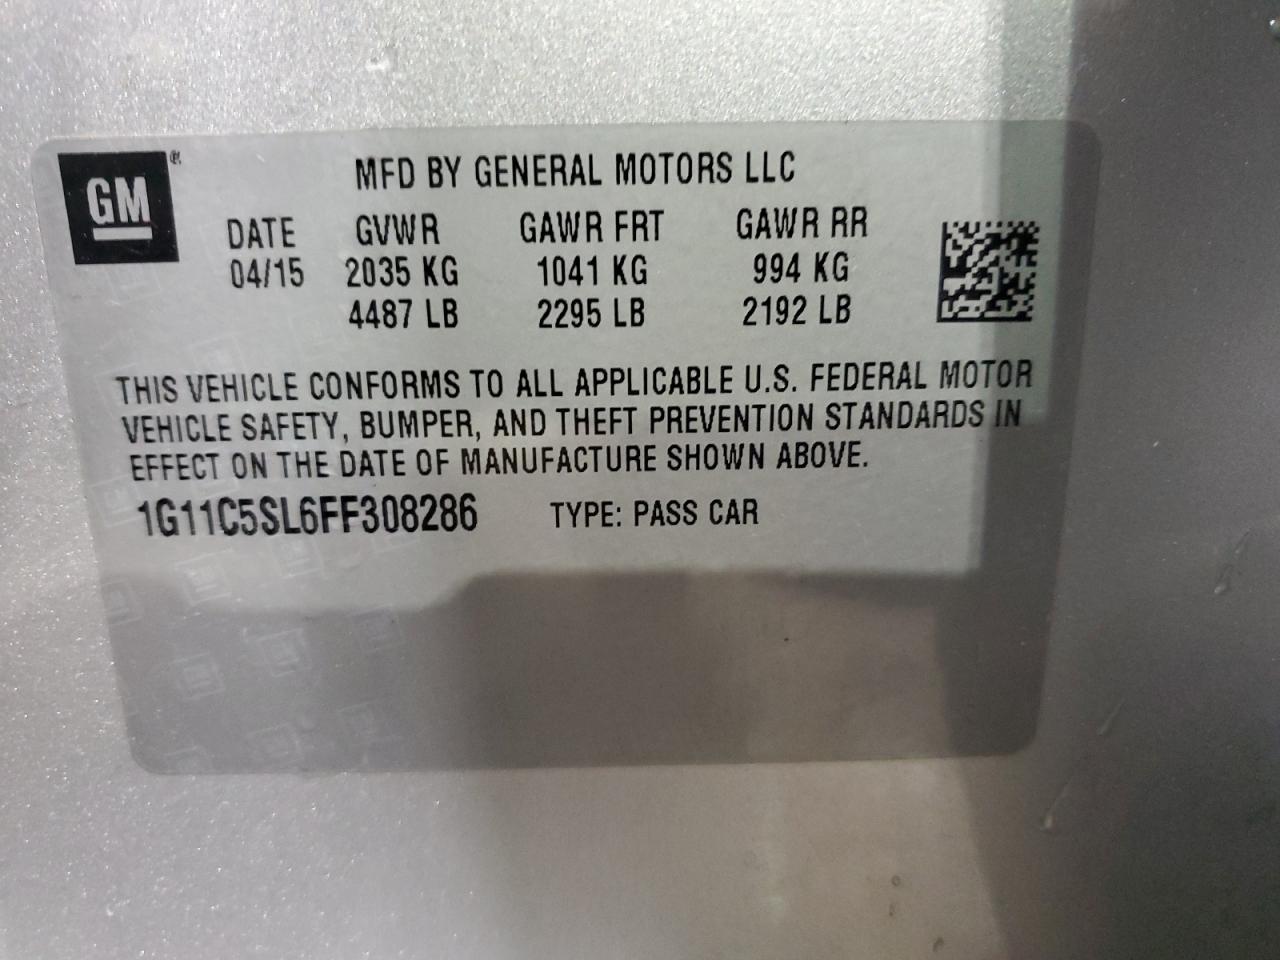 GM®
MFD BY GENERAL MOTORS LLC
DATE GVWR GAWR FRT GAWR RR
04/15 2035 KG 1041 KG 994 KG
4487 LB 2295 LB 2192 LB
THIS VEHICLE CONFORMS TO ALL APPLICABLE U.S. FEDERAL MOTOR
VEHICLE SAFETY, BUMPER, AND THEFT PREVENTION STANDARDS IN
EFFECT ON THE DATE OF MANUFACTURE SHOWN ABOVE.
1G11C5SL6FF308286 TYPE: PASS CAR